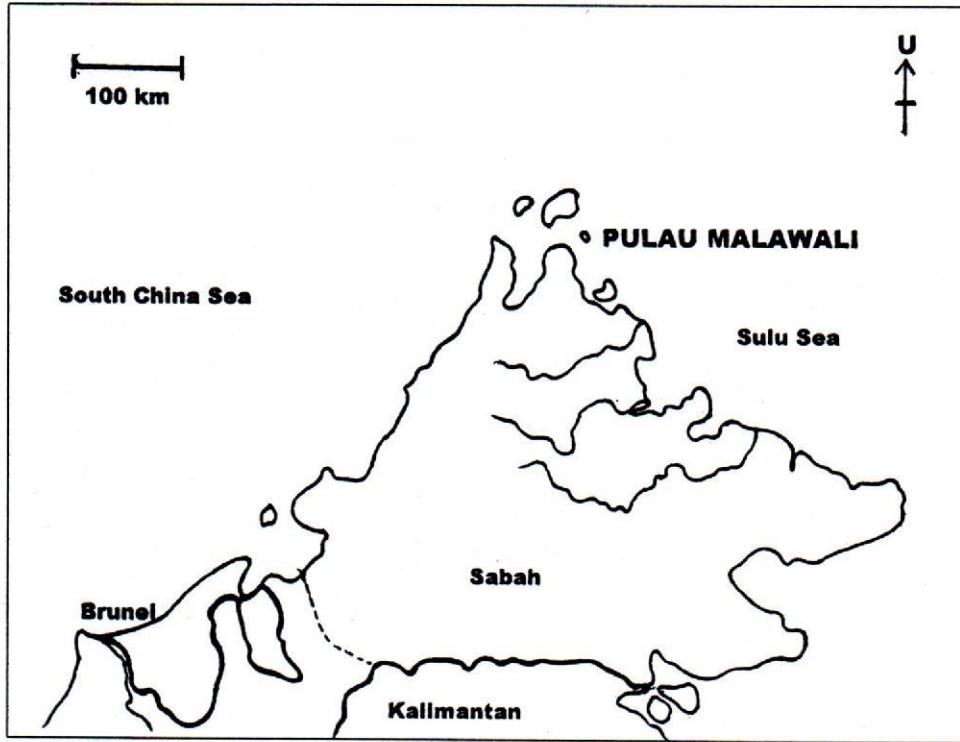 U
100 km
PULAU MALAWALI
South China Sea
Sulu Sea
Sabah
Brunei
Kalimantan